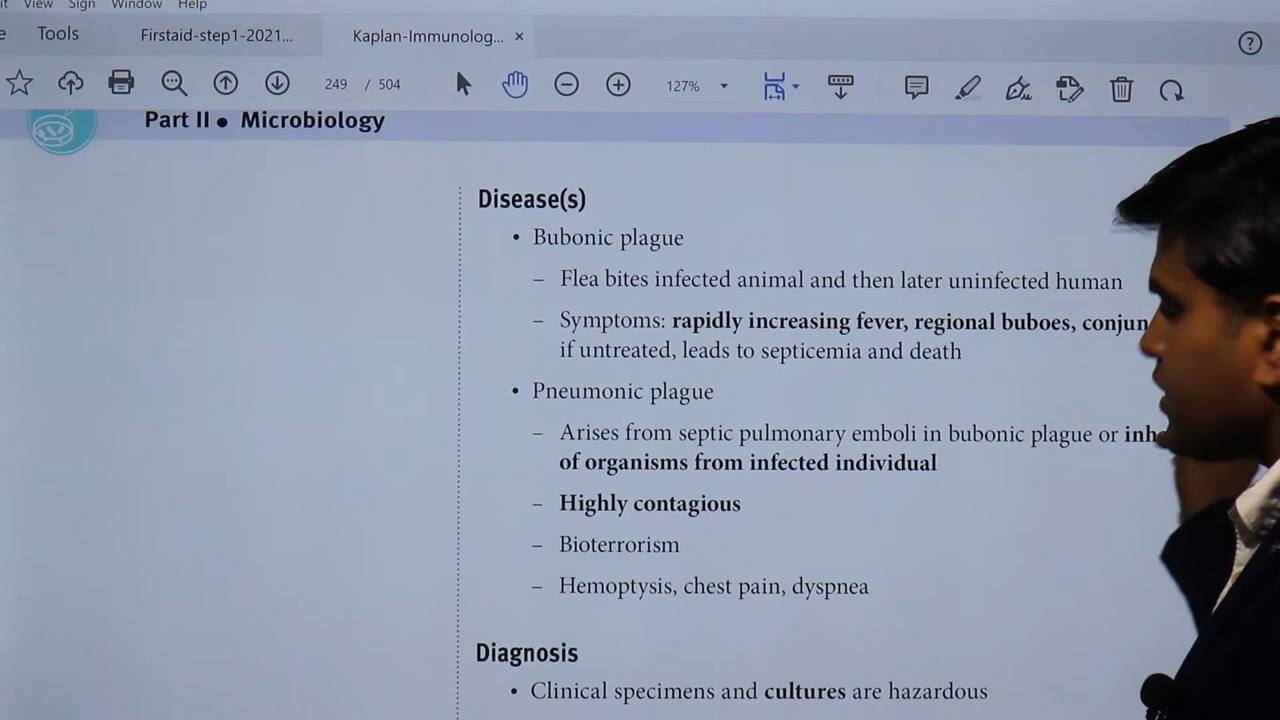 View Sign Window Help
Tools Firstaid-step1-2021... Kaplan-Immunolog... ×
249 / 504 127%
Part II • Microbiology
Disease(s)
• Bubonic plague
– Flea bites infected animal and then later uninfected human
– Symptoms: rapidly increasing fever, regional buboes,
if untreated, leads to septicemia and death
• Pneumonic plague
– Arises from septic pulmonary emboli in bubonic plague or
of organisms from infected individual
– Highly contagious
– Bioterrorism
– Hemoptysis, chest pain, dyspnea
Diagnosis
• Clinical specimens and cultures are hazardous